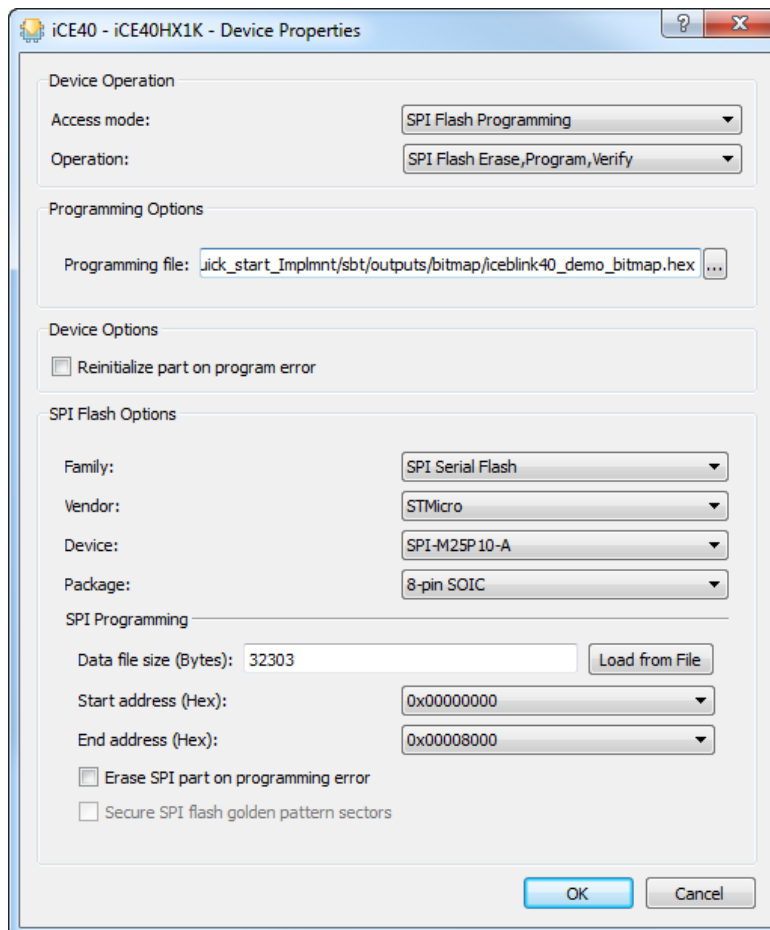 iCE40 - iCE40HX1K - Device Properties
Device Operation
Access mode: SPI Flash Programming
Operation: SPI Flash Erase,Program,Verify
Programming Options
Programming file: uick_start_Implmnt/sbt/outputs/bitmap/iceblink40_demo_bitmap.hex ...
Device Options
Reinitialize part on program error
SPI Flash Options
Family: SPI Serial Flash
Vendor: STMicro
Device: SPI-M25P10-A
Package: 8-pin SOIC
SPI Programming
Data file size (Bytes): 32303 Load from File
Start address (Hex): 0x00000000
End address (Hex): 0x00008000
Erase SPI part on programming error
Secure SPI flash golden pattern sectors
OK Cancel